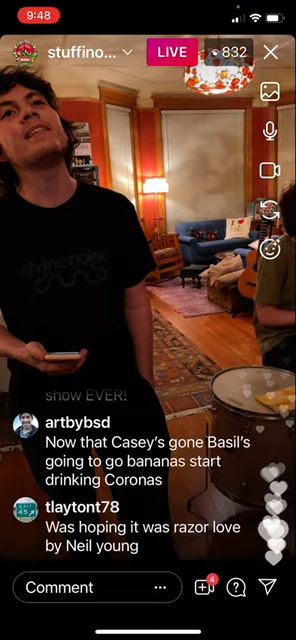 9:48
stuffino...
LIVE
832
show EVER!
artbybsd
Now that Casey's gone Basil's
going to go bananas start
drinking Coronas
tlaytont78
Was hoping it was razor love
by Neil young
Comment
4